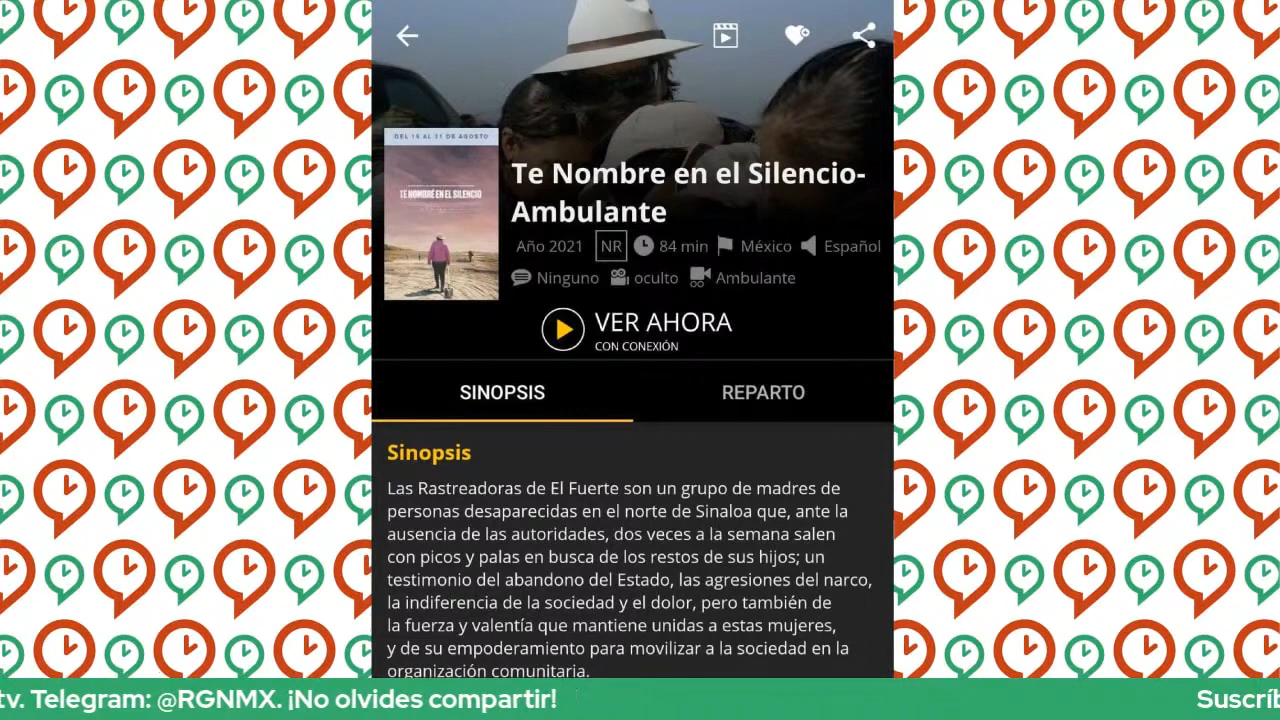 DEL 16 AL 31 DE AGOSTO
TE NOMBRÉ EN EL SILENCIO
Te Nombre en el Silencio-
Ambulante
Año 2021 NR 84 min México Español
Ninguno oculto Ambulante
VER AHORA
CON CONEXIÓN
SINOPSIS REPARTO
Sinopsis
Las Rastreadoras de El Fuerte son un grupo de madres de
personas desaparecidas en el norte de Sinaloa que, ante la
ausencia de las autoridades, dos veces a la semana salen
con picos y palas en busca de los restos de sus hijos; un
testimonio del abandono del Estado, las agresiones del narco,
la indiferencia de la sociedad y el dolor, pero también de
la fuerza y valentía que mantiene unidas a estas mujeres,
y de su empoderamiento para movilizar a la sociedad en la
organización comunitaria.
tv. Telegram: @RGNMX. ¡No olvides compartir! Suscríb